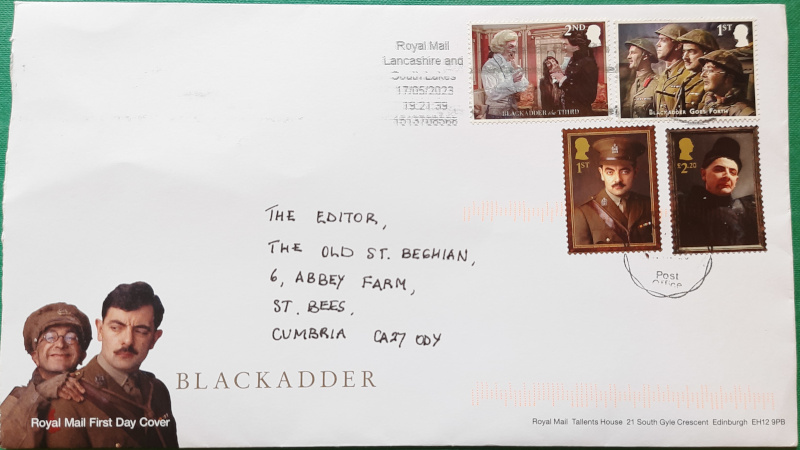 Royal Mail
Lancashire and
South Lakes
17/05/2023
19:21:39
2ND
BLACKADDER the THIRD
1ST
BLACKADDER GOES FORTH
1ST
£2.20
THE EDITOR,
THE OLD ST. BEGHIAN,
6, ABBEY FARM,
ST. BEES,
CUMBRIA CA27 0DY
Post
Office
BLACKADDER
Royal Mail First Day Cover
Royal Mail Tallents House 21 South Gyle Crescent Edinburgh EH12 9PB